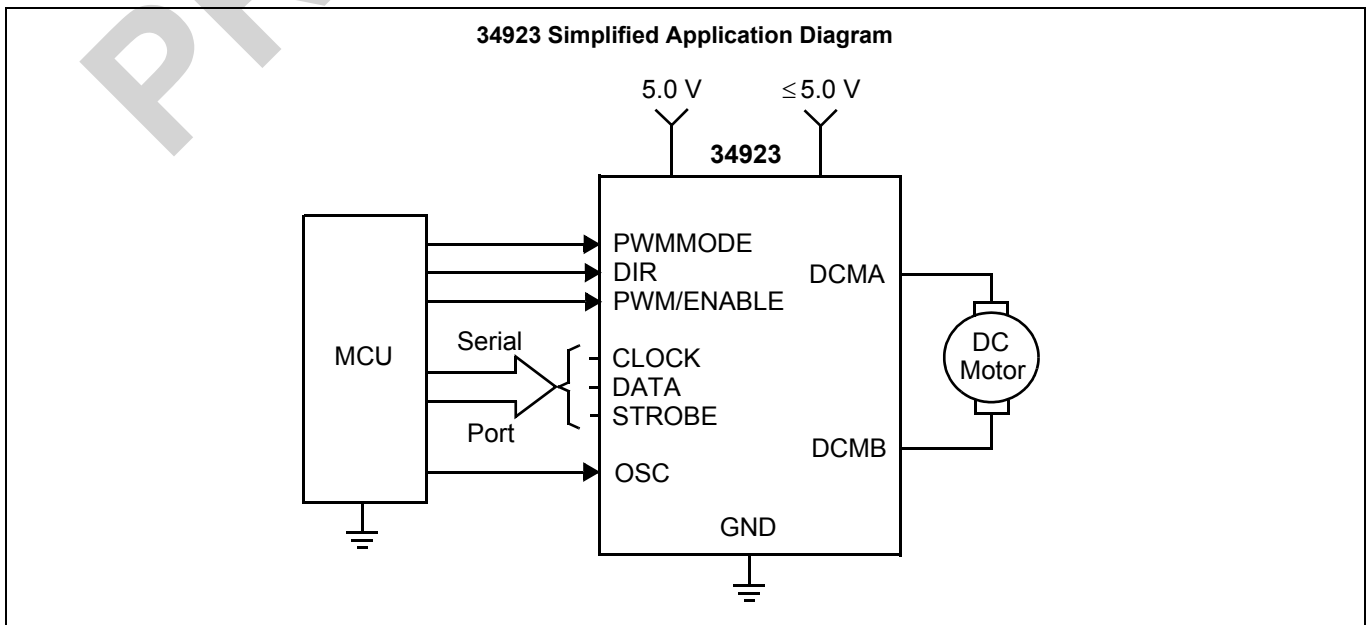 34923 Simplified Application Diagram
5.0 V
≤ 5.0 V
34923
MCU
Serial
Port
PWMMODE
DIR
PWM/ENABLE
CLOCK
DATA
STROBE
OSC
GND
DCMA
DCMB
DC
Motor